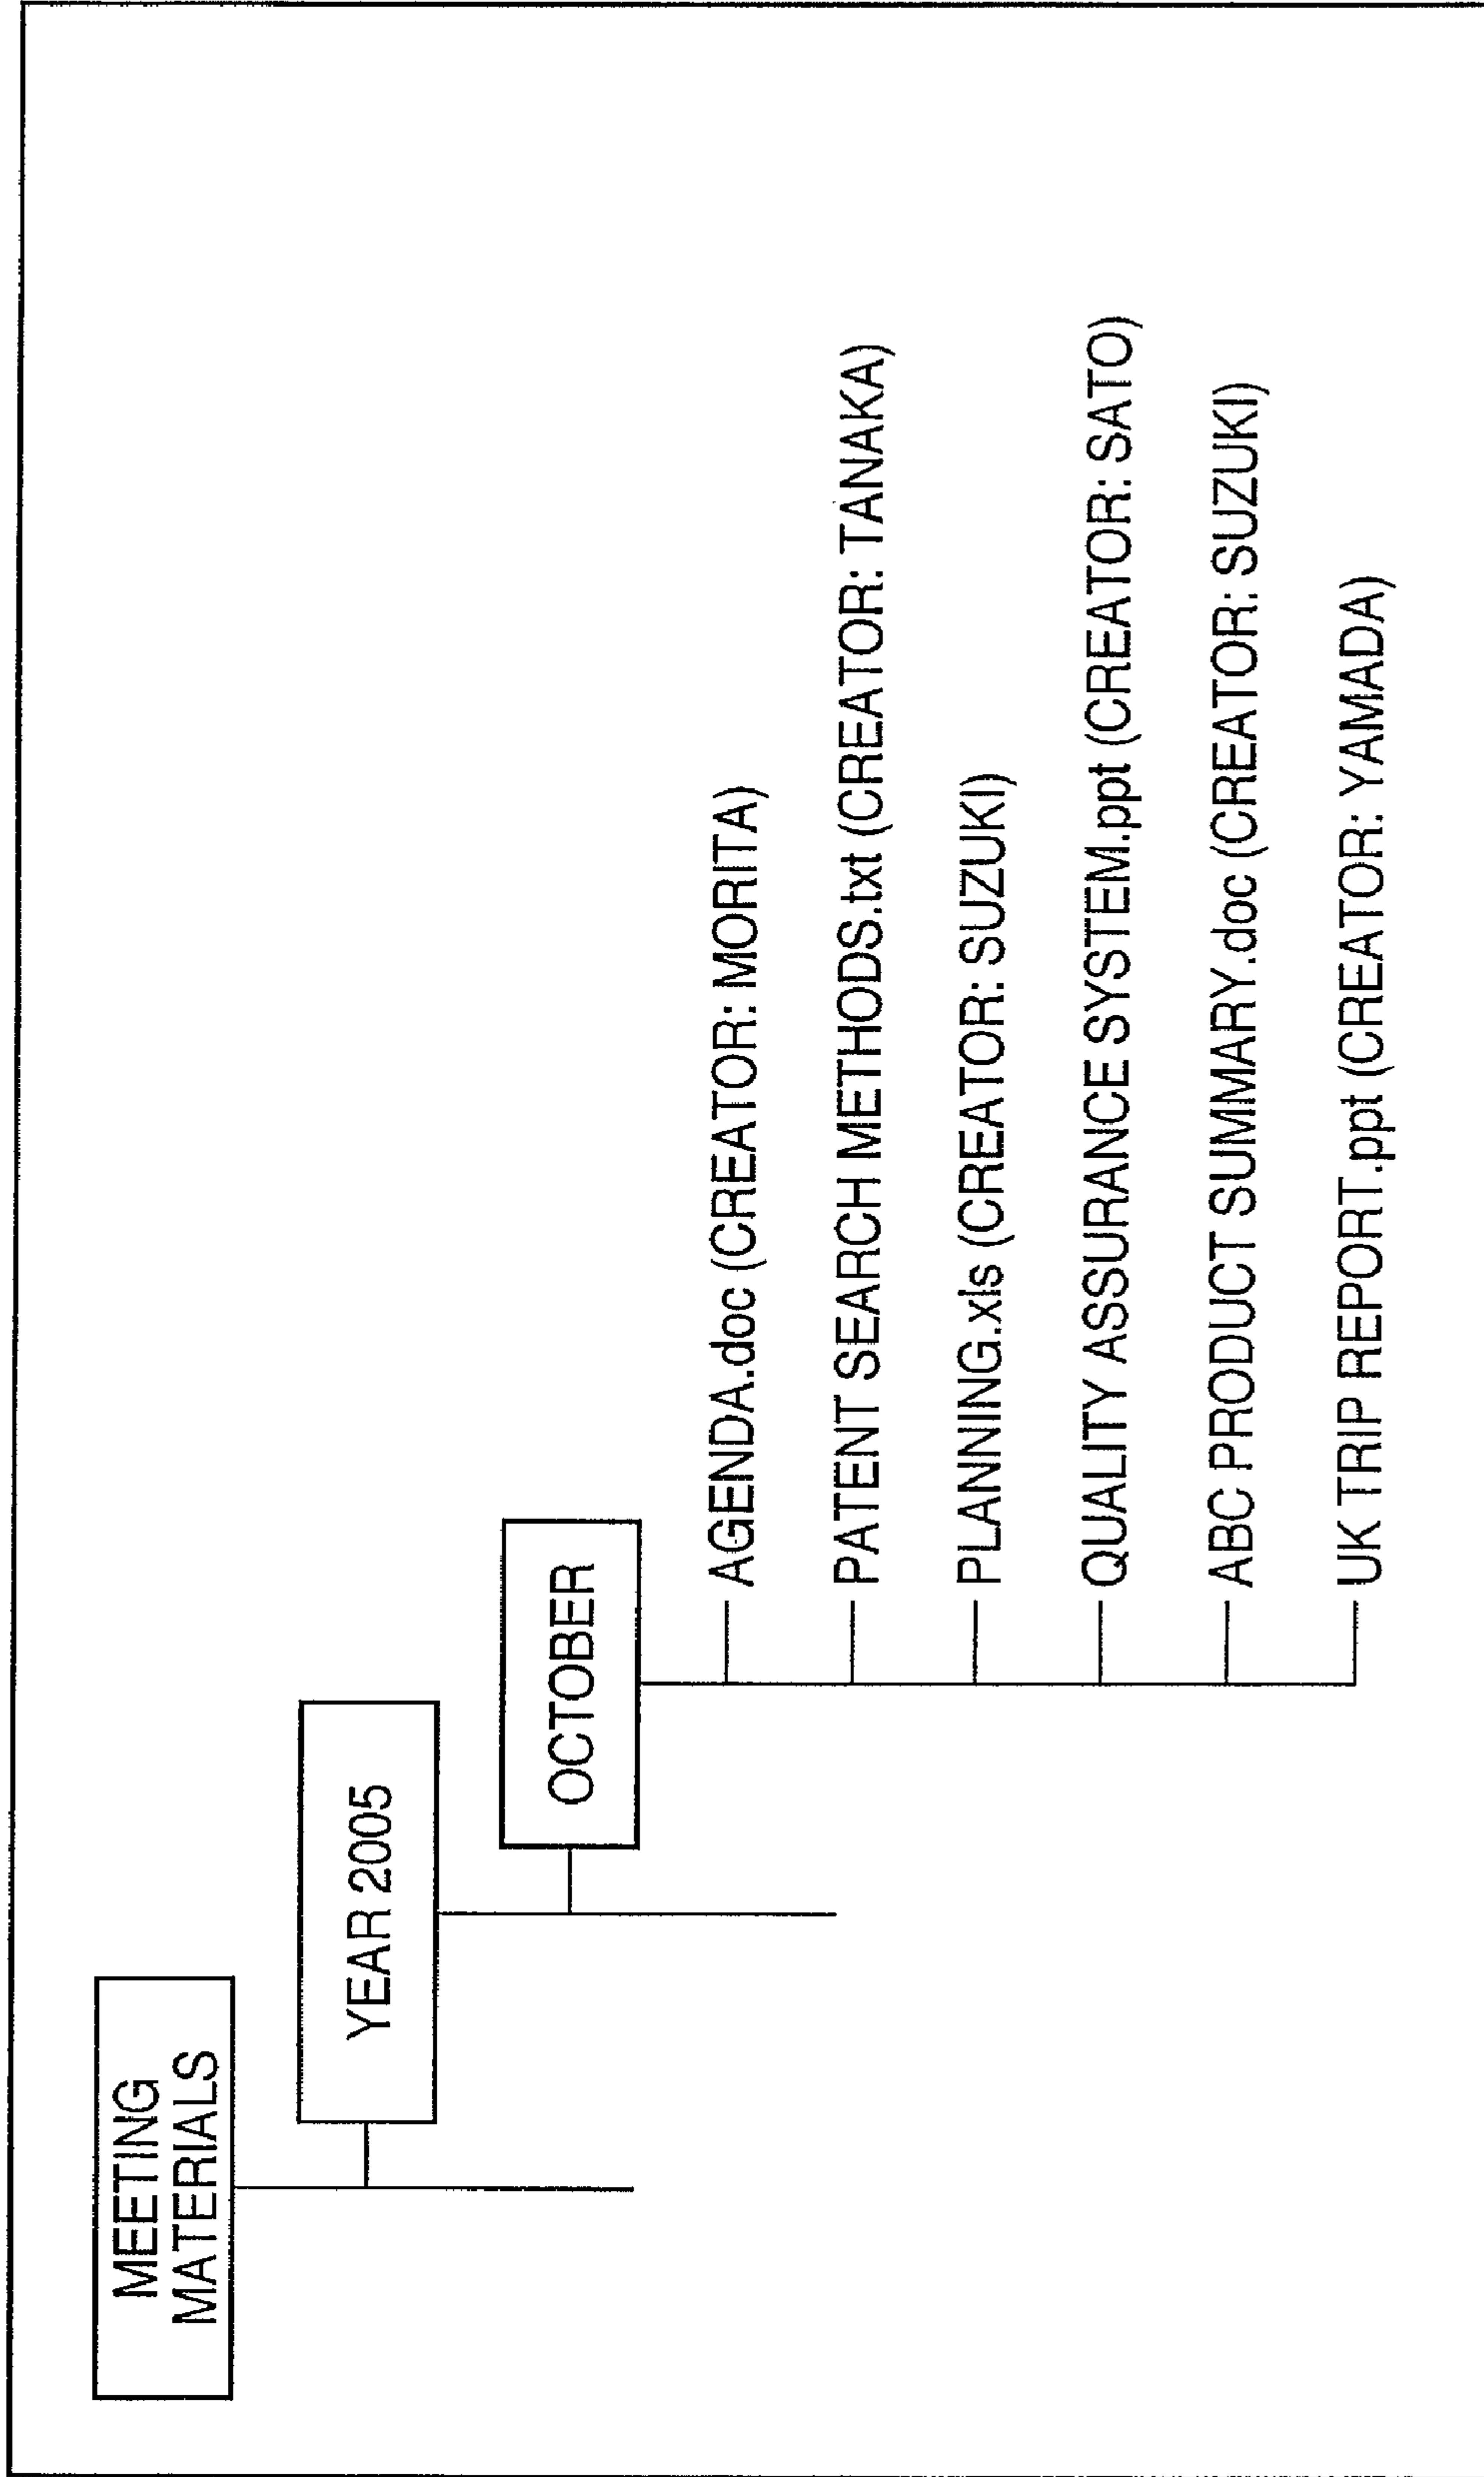 MEETING
MATERIALS
YEAR 2005
OCTOBER
AGENDA.doc (CREATOR: MORITA)
PATENT SEARCH METHODS.txt (CREATOR: TANAKA)
PLANNING.xls (CREATOR: SUZUKI)
QUALITY ASSURANCE SYSTEM.ppt (CREATOR: SATO)
ABC PRODUCT SUMMARY.doc (CREATOR: SUZUKI)
UK TRIP REPORT.ppt (CREATOR: YAMADA)